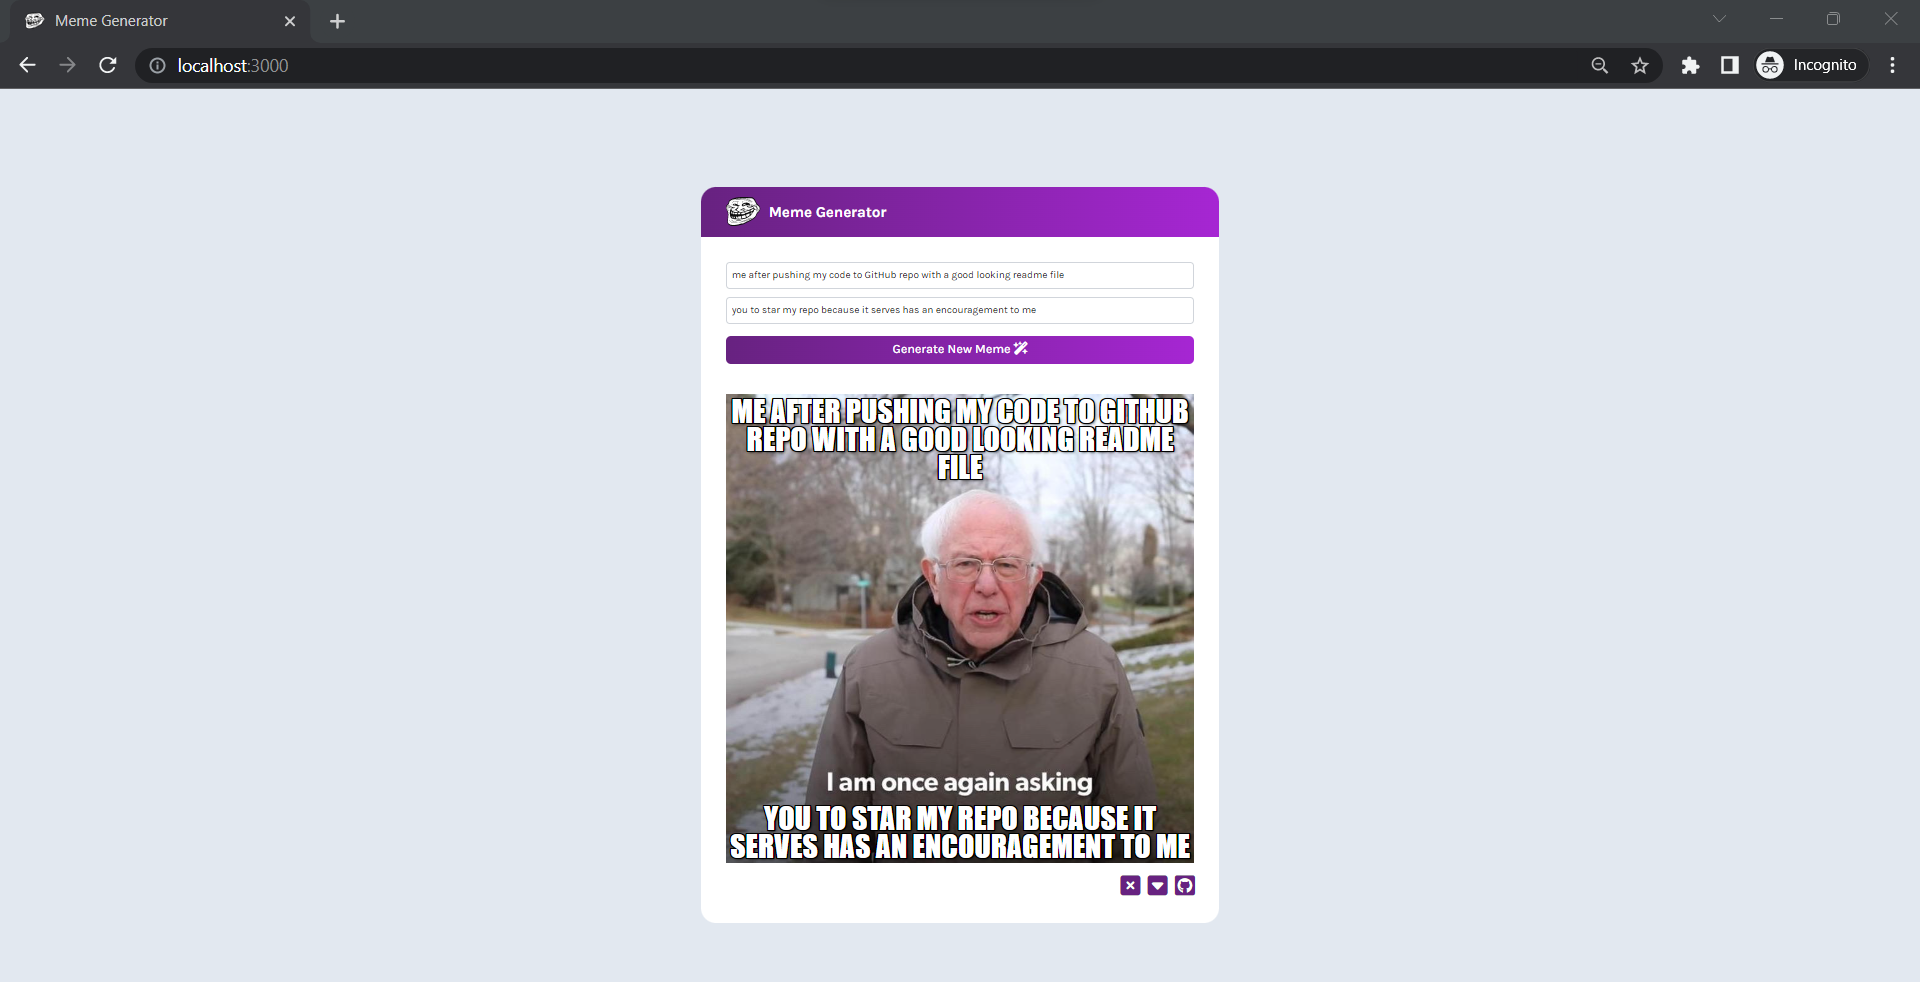 Meme Generator
localhost:3000
Incognito
Meme Generator
me after pushing my code to GitHub repo with a good looking readme file
you to star my repo because it serves has an encouragement to me
Generate New Meme
ME AFTER PUSHING MY CODE TO GITHUB
REPO WITH A GOOD LOOKING README
FILE
I am once again asking
YOU TO STAR MY REPO BECAUSE IT
SERVES HAS AN ENCOURAGEMENT TO ME